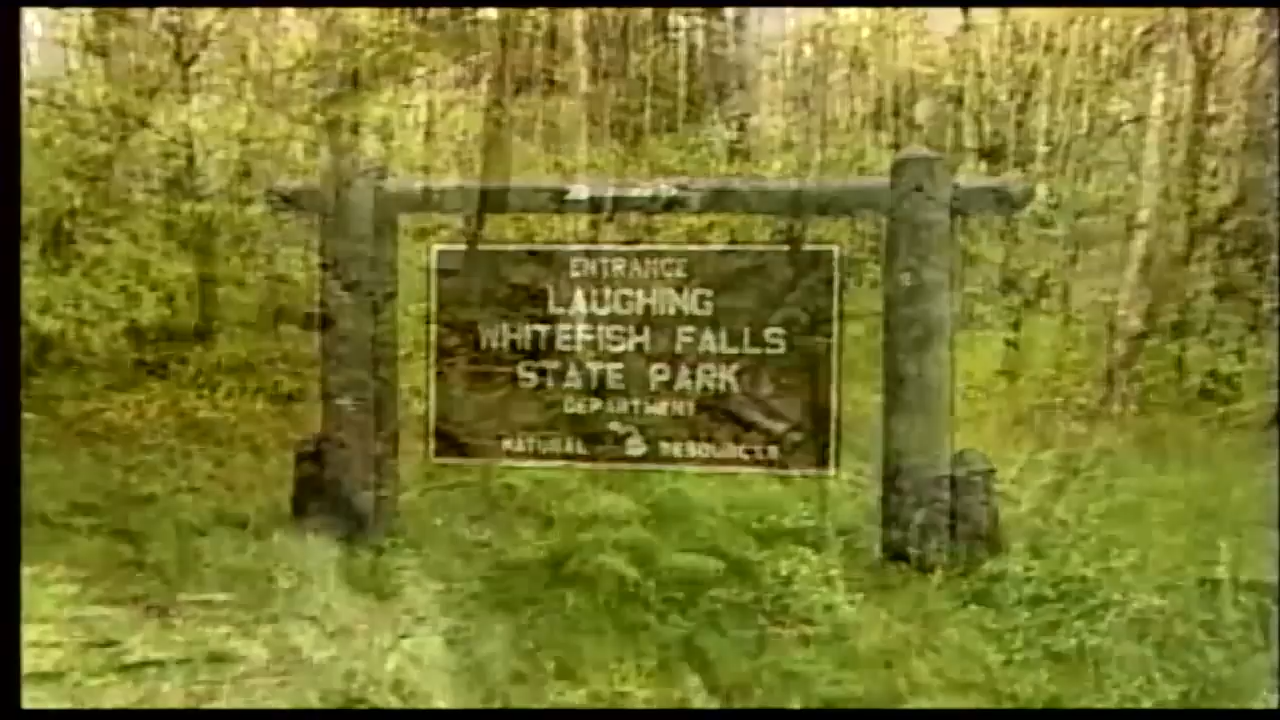 ENTRANCE
LAUGHING
WHITEFISH FALLS
STATE PARK
DEPARTMENT
NATURAL RESOURCES